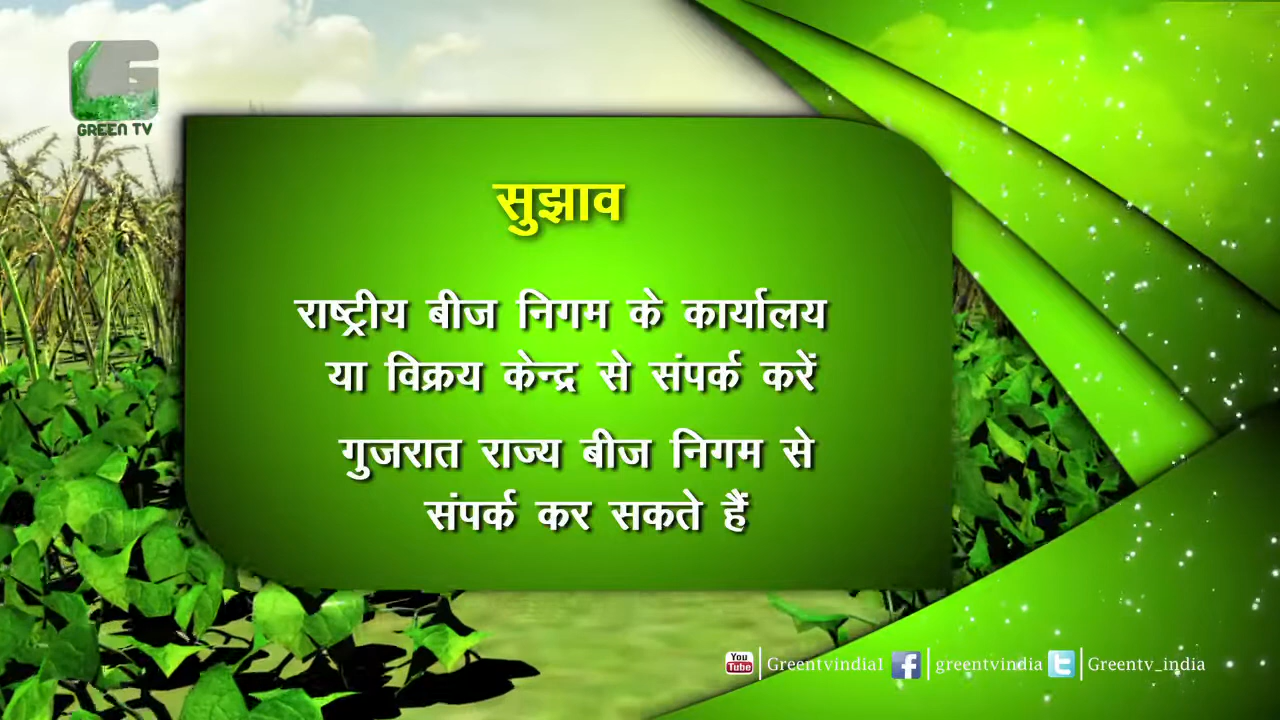 GREEN TV
सुझाव
राष्ट्रीय बीज निगम के कार्यालय
या विक्रय केन्द्र से संपर्क करें
गुजरात राज्य बीज निगम से
संपर्क कर सकते हैं
You Tube Greentvindia1 f greentvindia t Greentv_india